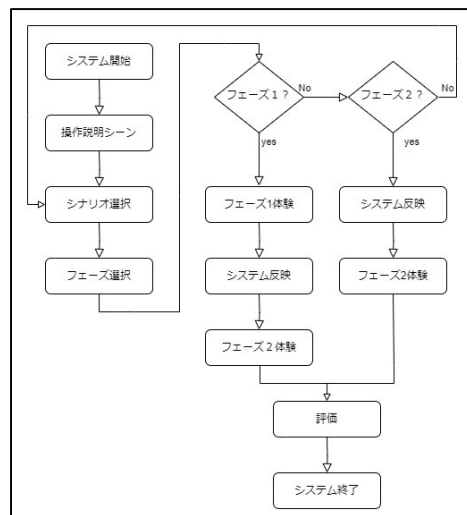 システム開始
操作説明シーン
シナリオ選択
フェーズ選択
フェーズ１？
No
yes
フェーズ1体験
システム反映
フェーズ２体験
フェーズ２？
No
yes
システム反映
フェーズ2体験
評価
システム終了